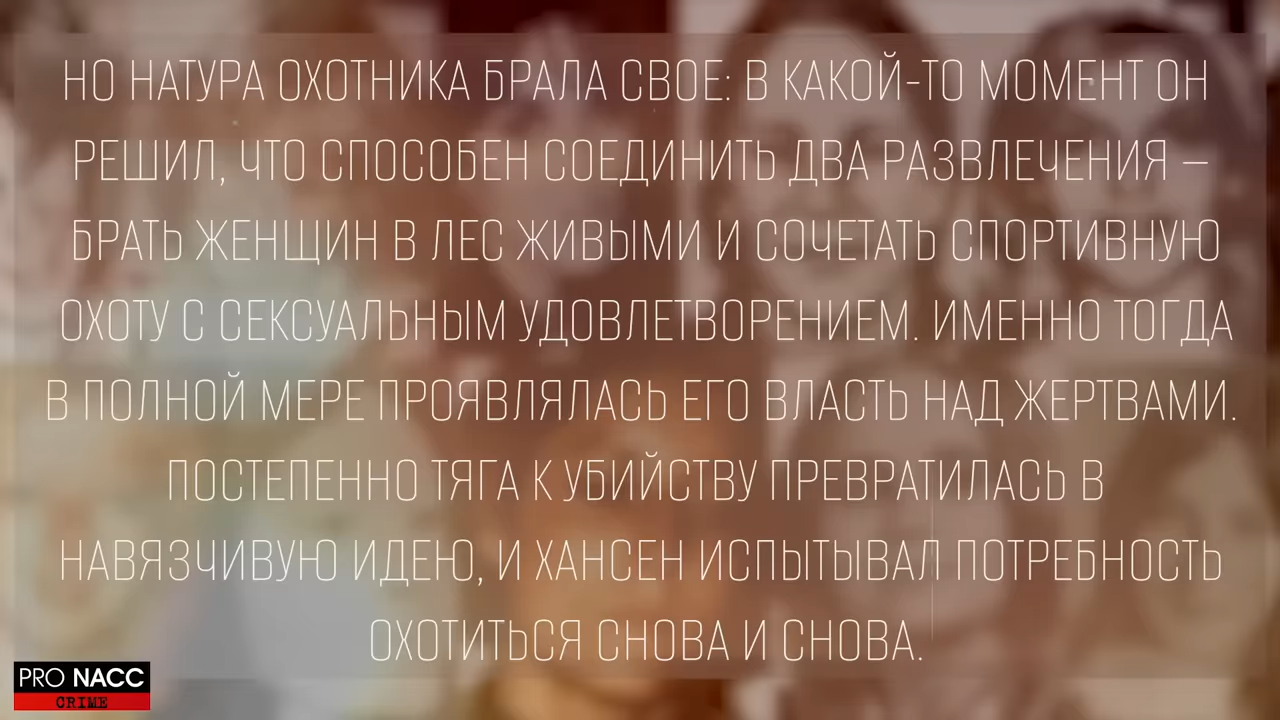 НО НАТУРА ОХОТНИКА БРАЛА СВОЕ: В КАКОЙ-ТО МОМЕНТ ОН
РЕШИЛ, ЧТО СПОСОБЕН СОЕДИНИТЬ ДВА РАЗВЛЕЧЕНИЯ –
БРАТЬ ЖЕНЩИН В ЛЕС ЖИВЫМИ И СОЧЕТАТЬ СПОРТИВНУЮ
ОХОТУ С СЕКСУАЛЬНЫМ УДОВЛЕТВОРЕНИЕМ. ИМЕННО ТОГДА
В ПОЛНОЙ МЕРЕ ПРОЯВЛЯЛАСЬ ЕГО ВЛАСТЬ НАД ЖЕРТВАМИ.
ПОСТЕПЕННО ТЯГА К УБИЙСТВУ ПРЕВРАТИЛАСЬ В
НАВЯЗЧИВУЮ ИДЕЮ, И ХАНСЕН ИСПЫТЫВАЛ ПОТРЕБНОСТЬ
ОХОТИТЬСЯ СНОВА И СНОВА.
PRO NACC
CRIME